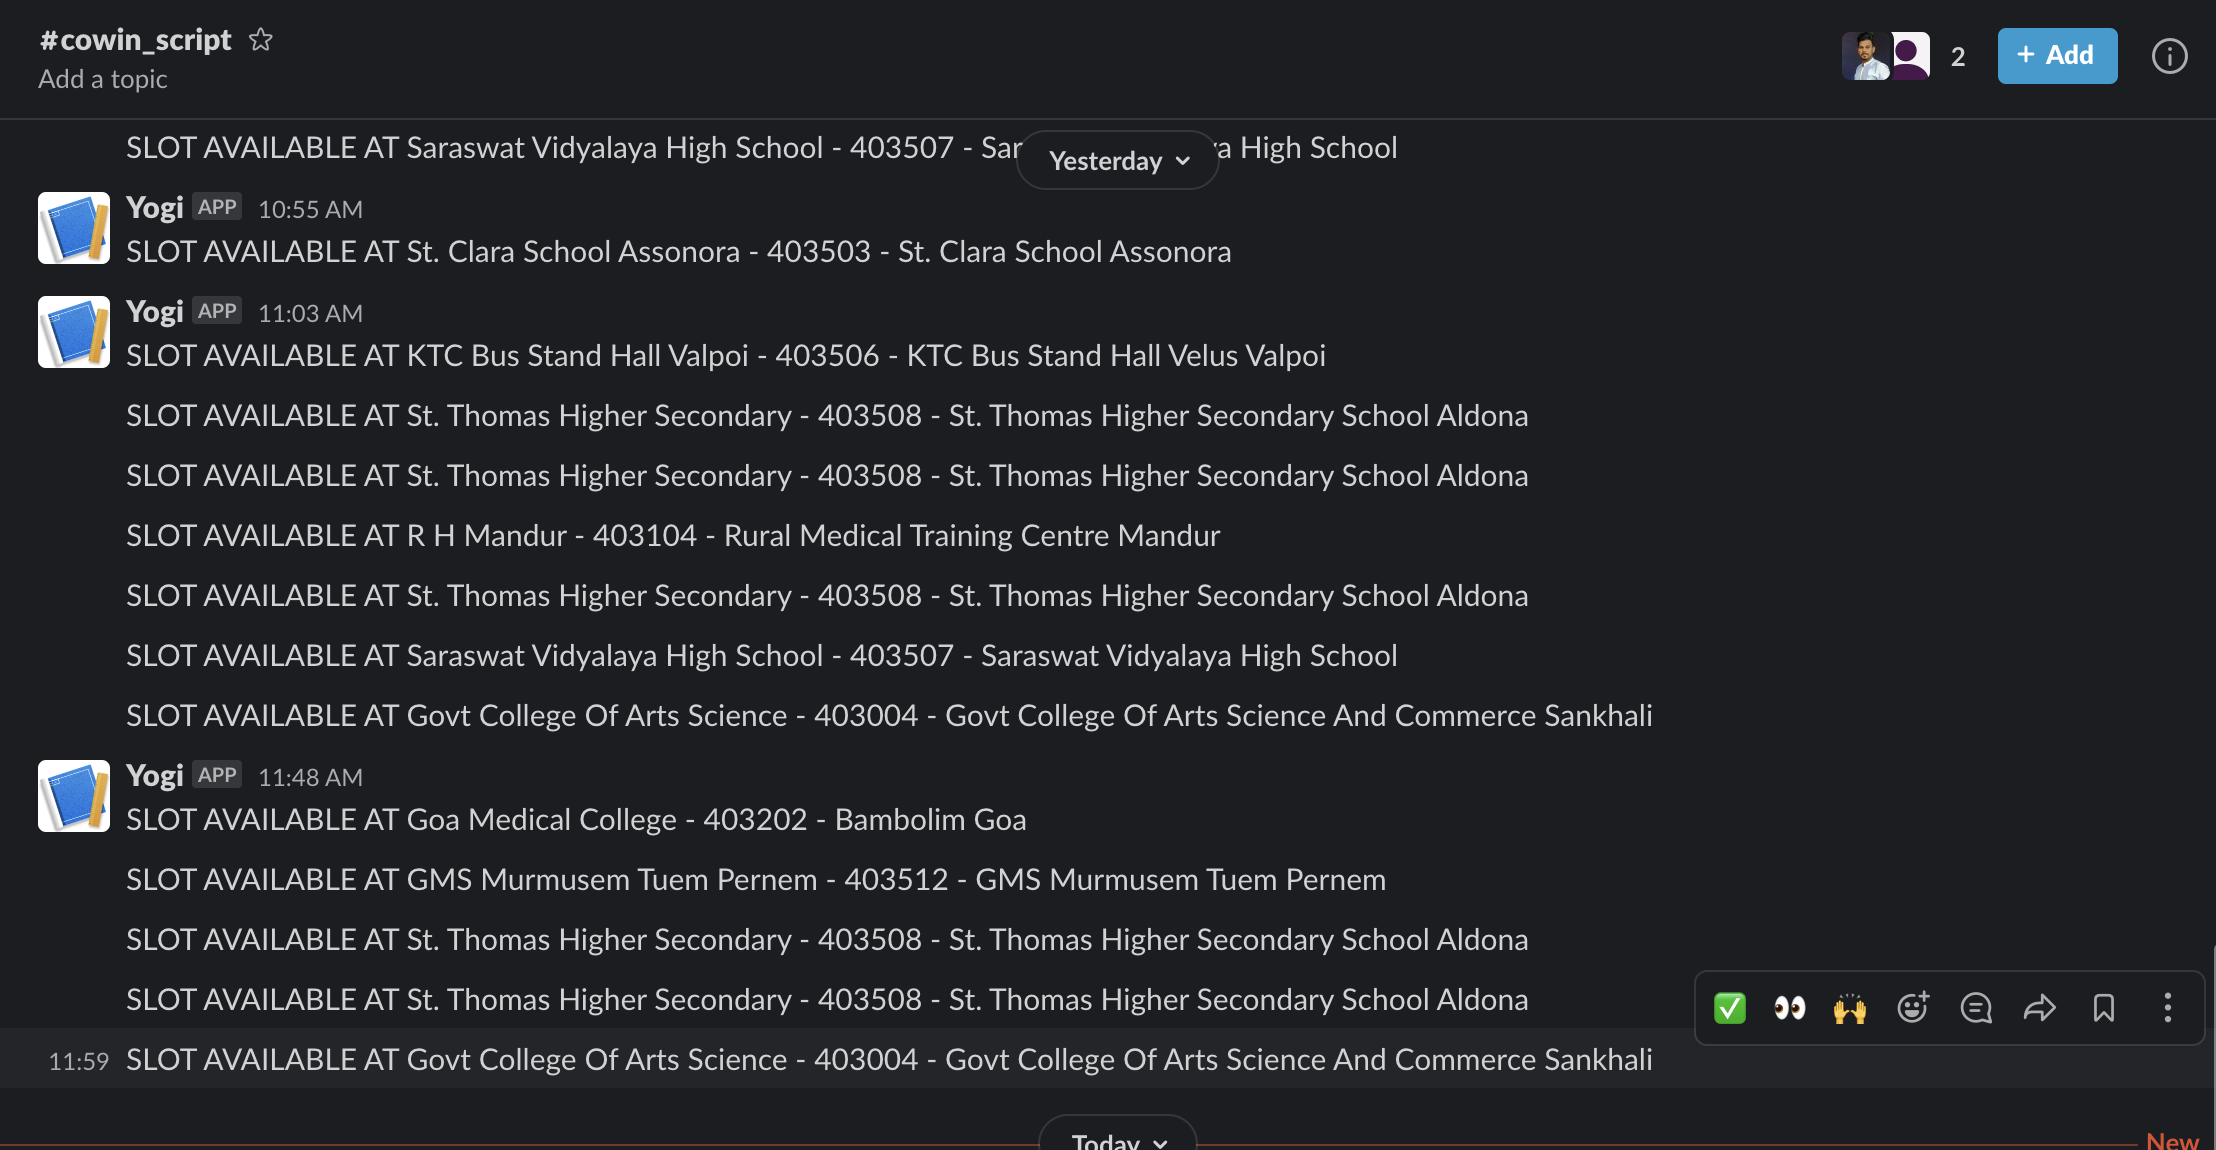 #cowin_script
Add a topic
2
+ Add
SLOT AVAILABLE AT Saraswat Vidyalaya High School - 403507 - Sar
a High School
Yesterday
Yogi APP 10:55 AM
SLOT AVAILABLE AT St. Clara School Assonora - 403503 - St. Clara School Assonora
Yogi APP 11:03 AM
SLOT AVAILABLE AT KTC Bus Stand Hall Valpoi - 403506 - KTC Bus Stand Hall Velus Valpoi
SLOT AVAILABLE AT St. Thomas Higher Secondary - 403508 - St. Thomas Higher Secondary School Aldona
SLOT AVAILABLE AT St. Thomas Higher Secondary - 403508 - St. Thomas Higher Secondary School Aldona
SLOT AVAILABLE AT R H Mandur - 403104 - Rural Medical Training Centre Mandur
SLOT AVAILABLE AT St. Thomas Higher Secondary - 403508 - St. Thomas Higher Secondary School Aldona
SLOT AVAILABLE AT Saraswat Vidyalaya High School - 403507 - Saraswat Vidyalaya High School
SLOT AVAILABLE AT Govt College Of Arts Science - 403004 - Govt College Of Arts Science And Commerce Sankhali
Yogi APP 11:48 AM
SLOT AVAILABLE AT Goa Medical College - 403202 - Bambolim Goa
SLOT AVAILABLE AT GMS Murmusem Tuem Pernem - 403512 - GMS Murmusem Tuem Pernem
SLOT AVAILABLE AT St. Thomas Higher Secondary - 403508 - St. Thomas Higher Secondary School Aldona
SLOT AVAILABLE AT St. Thomas Higher Secondary - 403508 - St. Thomas Higher Secondary School Aldona
11:59 SLOT AVAILABLE AT Govt College Of Arts Science - 403004 - Govt College Of Arts Science And Commerce Sankhali
Today
New